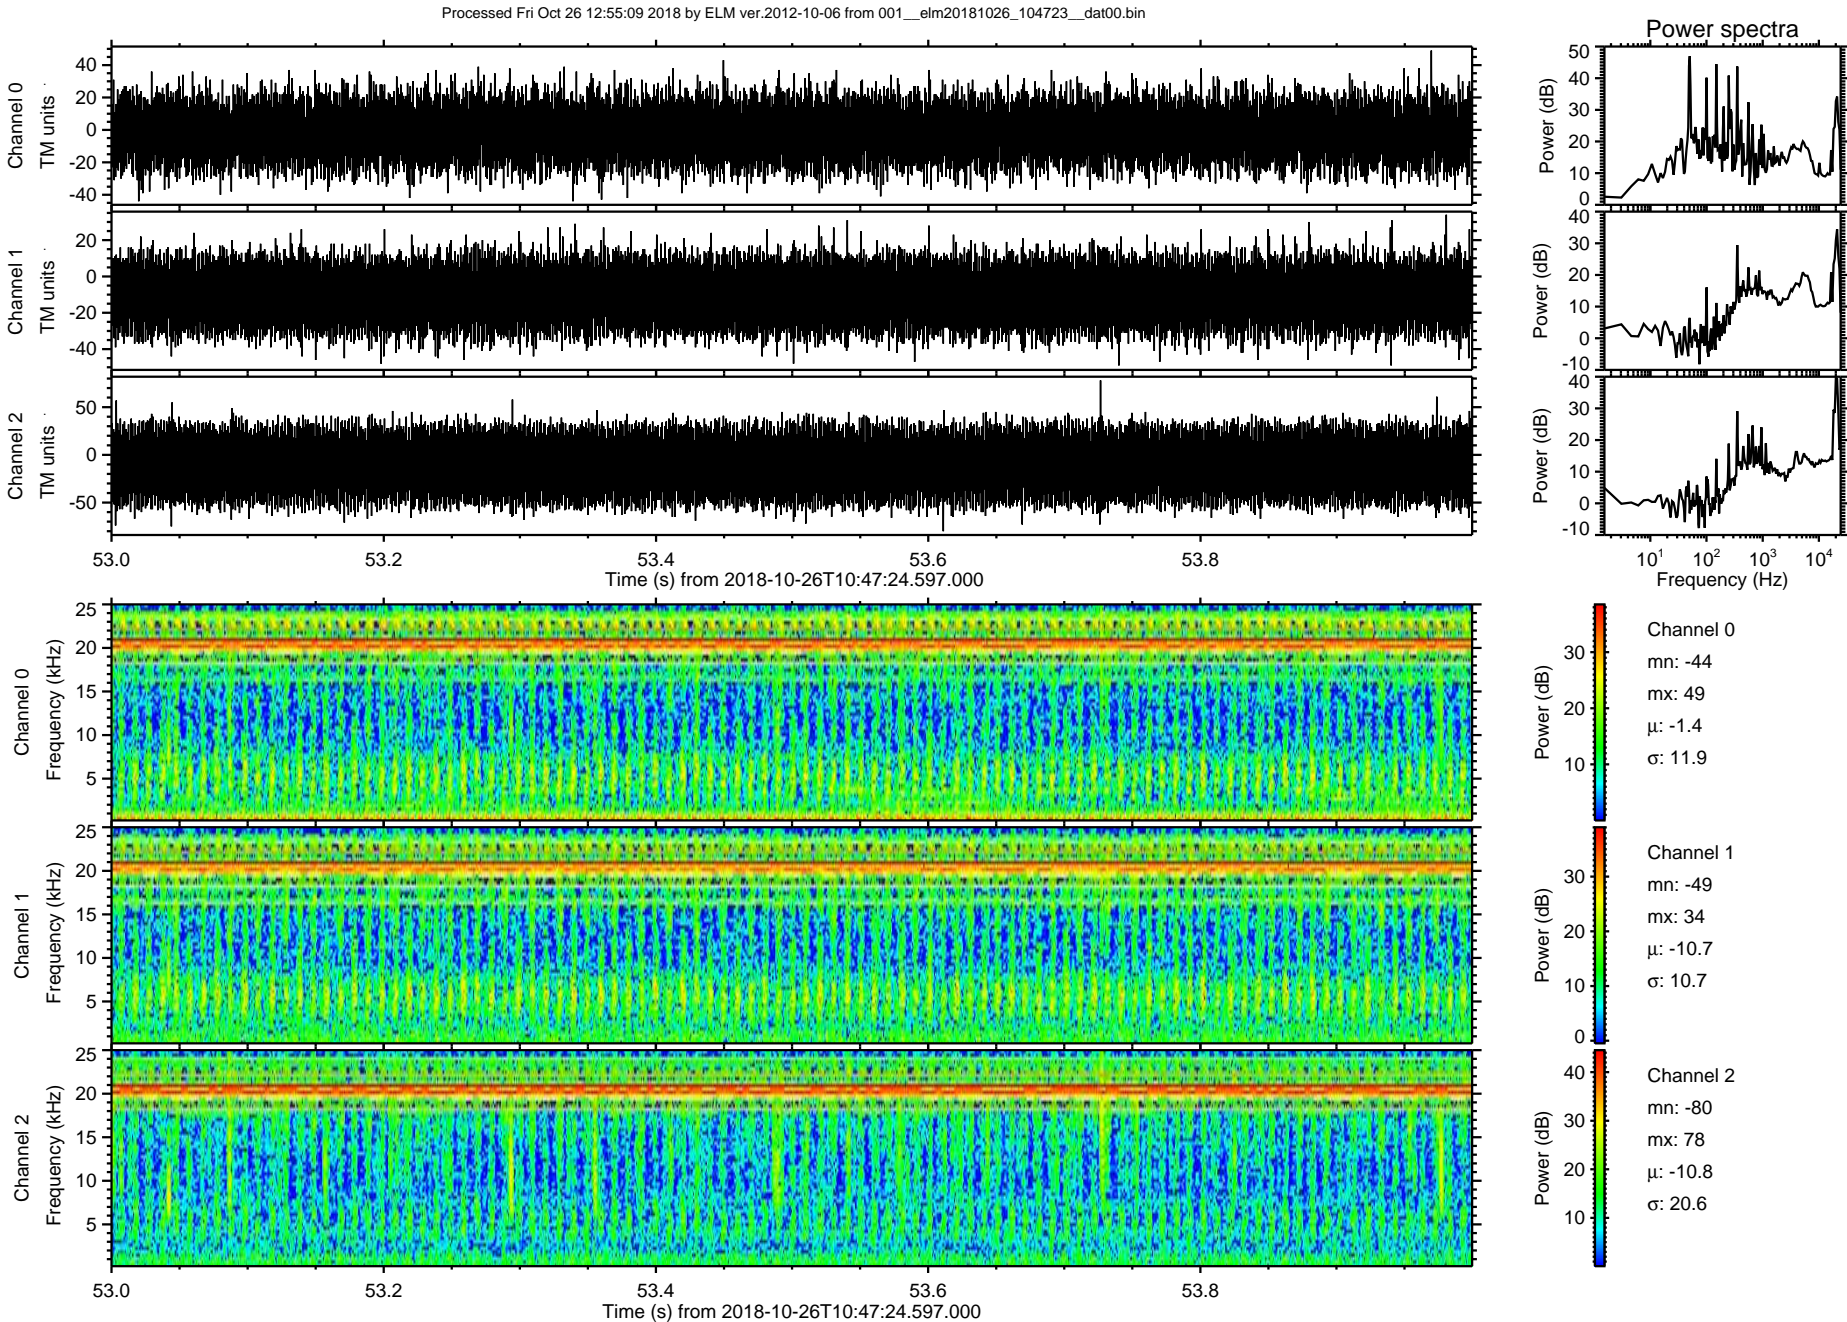 Processed Fri Oct 26 12:55:09 2018 by ELM ver.2012-10-06 from 001__elm20181026_104723__dat00.bin
Power spectra
Channel 0
TM units
40
20
0
-20
-40
Power (dB)
50
40
30
20
10
0
Channel 1
TM units
20
0
-20
-40
Power (dB)
40
30
20
10
0
-10
Channel 2
TM units
50
0
-50
Power (dB)
40
30
20
10
0
-10
53.0 53.2 53.4 53.6 53.8
Time (s) from 2018-10-26T10:47:24.597.000
10^1 10^2 10^3 10^4
Frequency (Hz)
Channel 0
Frequency (kHz)
25
20
15
10
5
Power (dB)
30
20
10
Channel 0
mn: -44
mx: 49
μ: -1.4
σ: 11.9
Channel 1
Frequency (kHz)
25
20
15
10
5
Power (dB)
30
20
10
0
Channel 1
mn: -49
mx: 34
μ: -10.7
σ: 10.7
Channel 2
Frequency (kHz)
25
20
15
10
5
Power (dB)
40
30
20
10
Channel 2
mn: -80
mx: 78
μ: -10.8
σ: 20.6
53.0 53.2 53.4 53.6 53.8
Time (s) from 2018-10-26T10:47:24.597.000